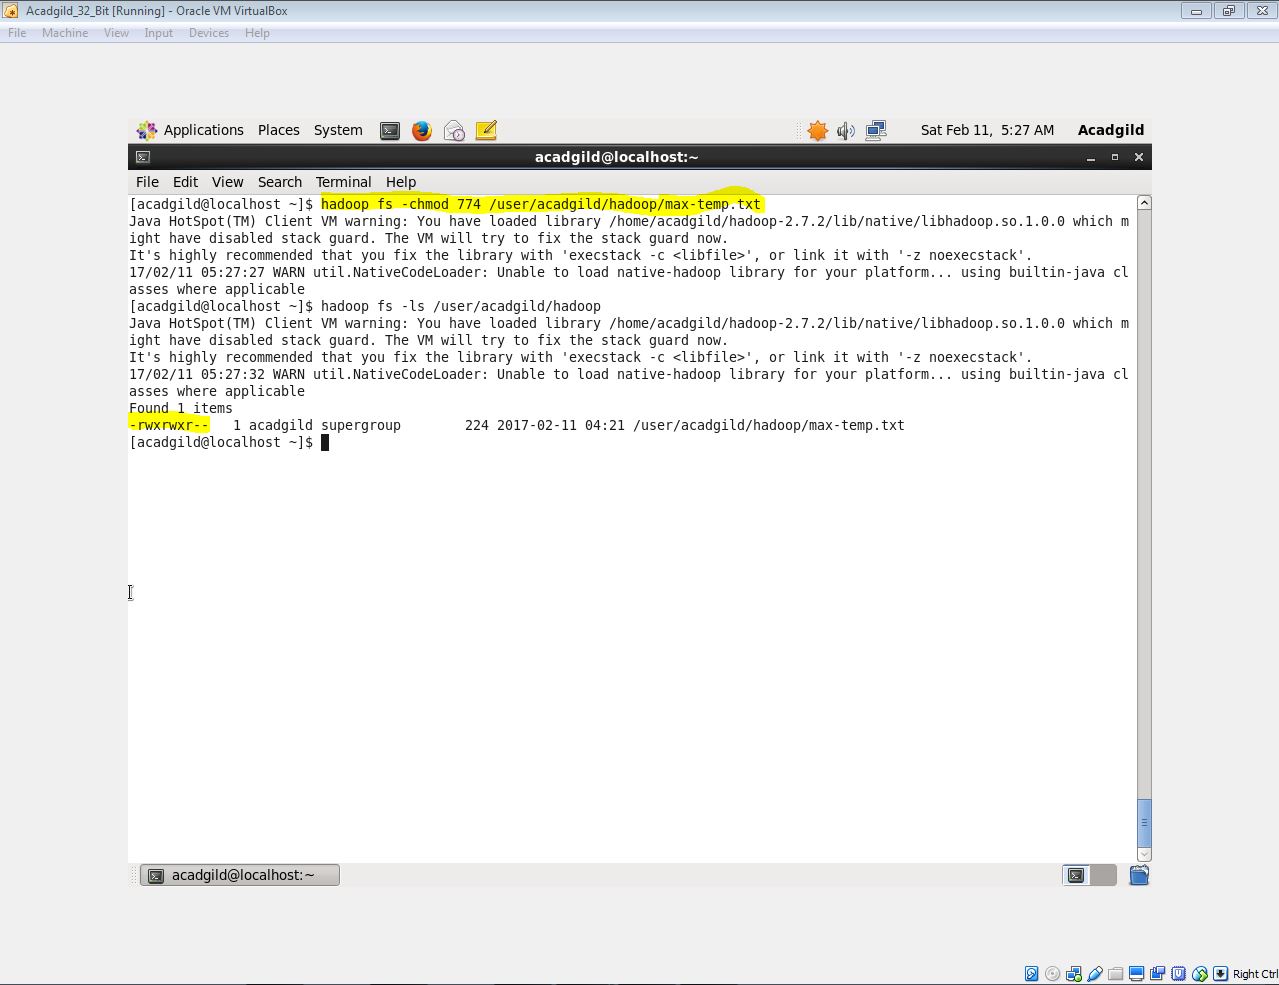 Acadgild_32_Bit [Running] - Oracle VM VirtualBox
File Machine View Input Devices Help
Applications Places System Sat Feb 11, 5:27 AM Acadgild
acadgild@localhost:~
File Edit View Search Terminal Help
[acadgild@localhost ~]$ hadoop fs -chmod 774 /user/acadgild/hadoop/max-temp.txt
Java HotSpot(TM) Client VM warning: You have loaded library /home/acadgild/hadoop-2.7.2/lib/native/libhadoop.so.1.0.0 which m
ight have disabled stack guard. The VM will try to fix the stack guard now.
It's highly recommended that you fix the library with 'execstack -c <libfile>', or link it with '-z noexecstack'.
17/02/11 05:27:27 WARN util.NativeCodeLoader: Unable to load native-hadoop library for your platform... using builtin-java cl
asses where applicable
[acadgild@localhost ~]$ hadoop fs -ls /user/acadgild/hadoop
Java HotSpot(TM) Client VM warning: You have loaded library /home/acadgild/hadoop-2.7.2/lib/native/libhadoop.so.1.0.0 which m
ight have disabled stack guard. The VM will try to fix the stack guard now.
It's highly recommended that you fix the library with 'execstack -c <libfile>', or link it with '-z noexecstack'.
17/02/11 05:27:32 WARN util.NativeCodeLoader: Unable to load native-hadoop library for your platform... using builtin-java cl
asses where applicable
Found 1 items
-rwxrwxr-- 1 acadgild supergroup 224 2017-02-11 04:21 /user/acadgild/hadoop/max-temp.txt
[acadgild@localhost ~]$
acadgild@localhost:~
Right Ctrl